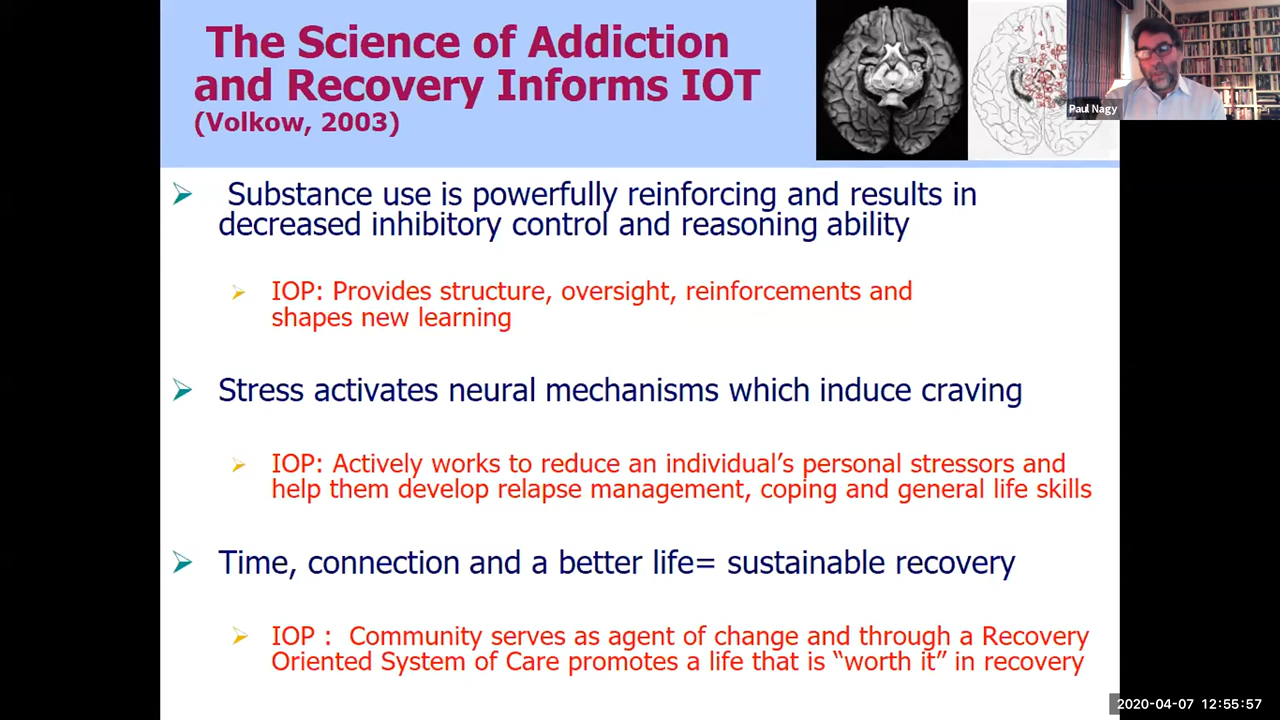 The Science of Addiction
and Recovery Informs IOT
(Volkow, 2003)
Paul Nagy
Substance use is powerfully reinforcing and results in
decreased inhibitory control and reasoning ability
IOP: Provides structure, oversight, reinforcements and
shapes new learning
Stress activates neural mechanisms which induce craving
IOP: Actively works to reduce an individual’s personal stressors and
help them develop relapse management, coping and general life skills
Time, connection and a better life= sustainable recovery
IOP : Community serves as agent of change and through a Recovery
Oriented System of Care promotes a life that is “worth it” in recovery
2020-04-07 12:55:57